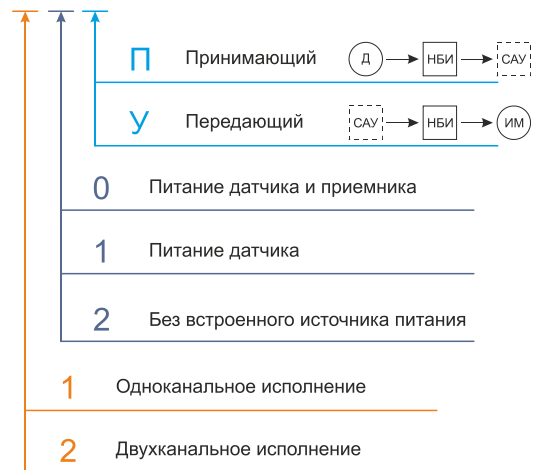 П Принимающий Д НБИ САУ
У Передающий САУ НБИ ИМ
0 Питание датчика и приемника
1 Питание датчика
2 Без встроенного источника питания
1 Одноканальное исполнение
2 Двухканальное исполнение